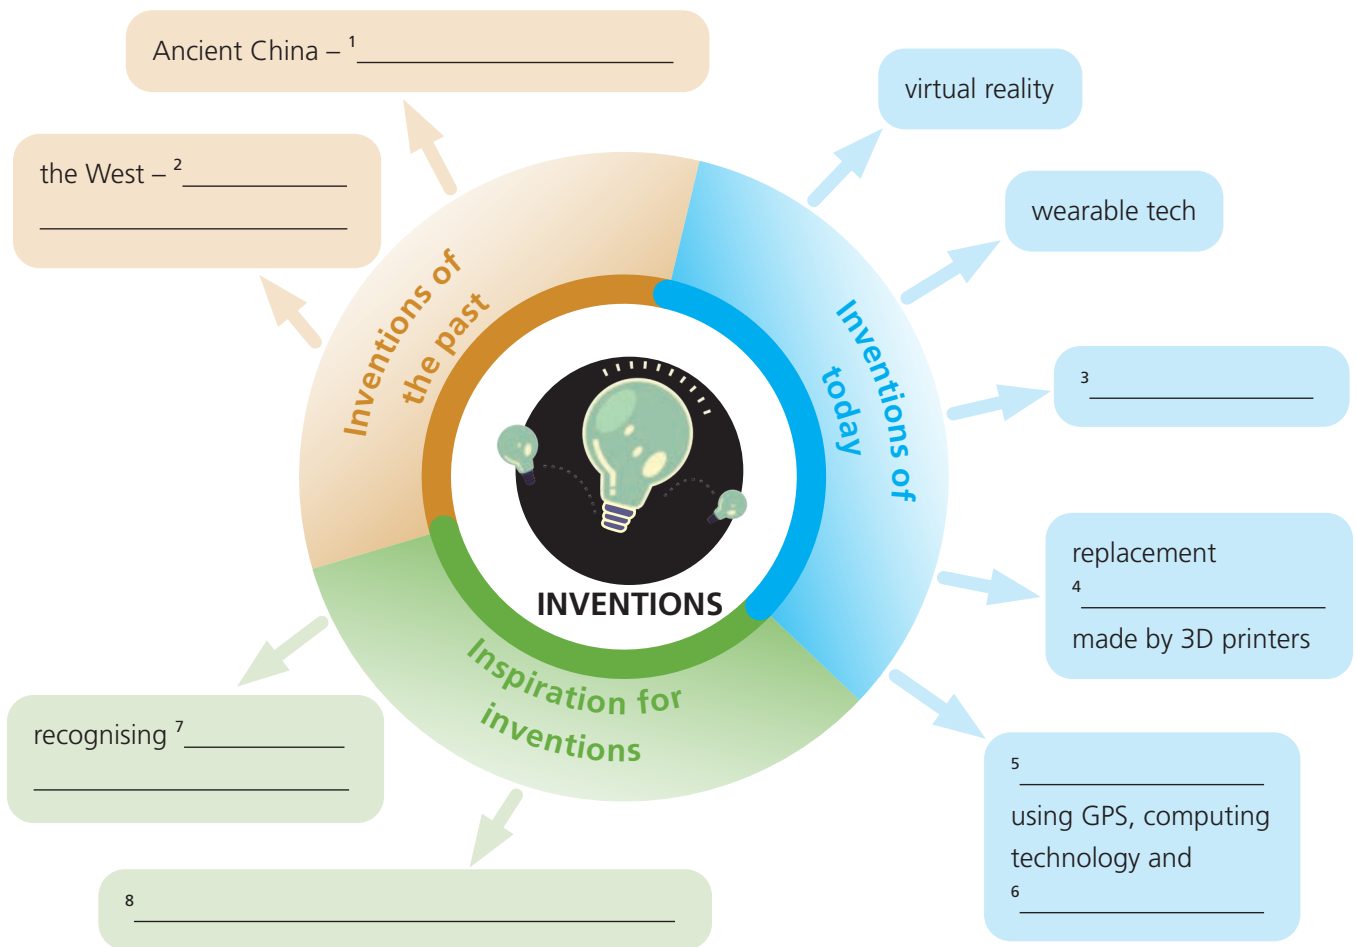 Ancient China – 1
the West – 2
Inventions of
the past
virtual reality
wearable tech
Inventions of
today
3
replacement
4
made by 3D printers
5
using GPS, computing
technology and
6
INVENTIONS
Inspiration for
inventions
recognising 7
8